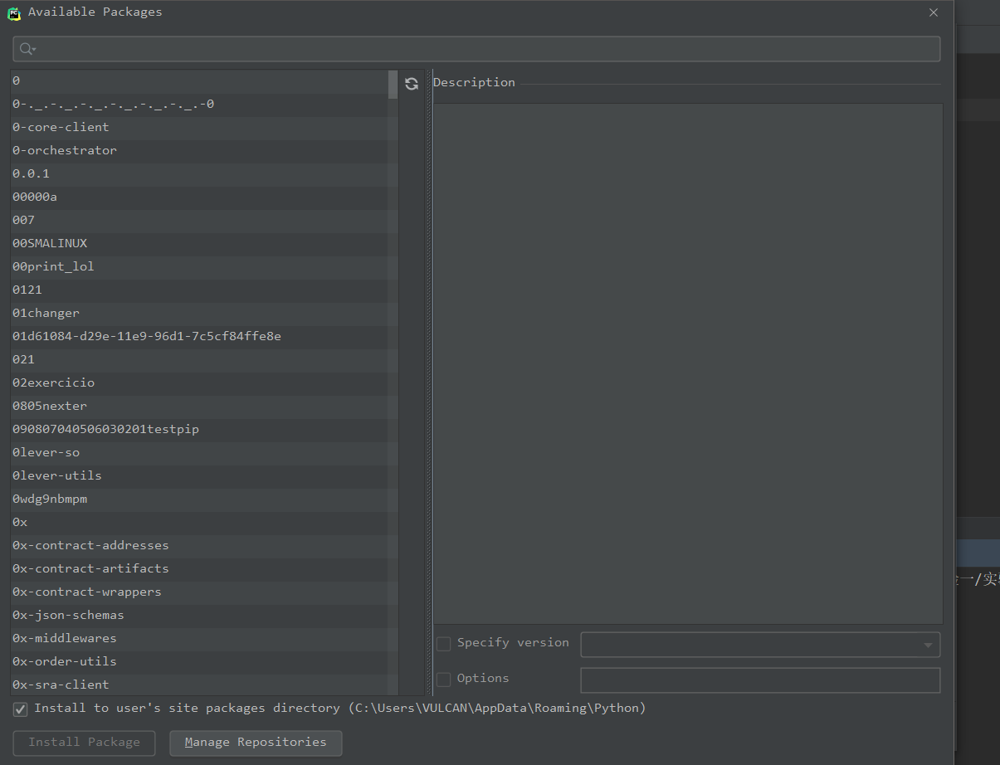 Available Packages
0
0-._.-._.-._.-._.-._.-._.-0
0-core-client
0-orchestrator
0.0.1
00000a
007
00SMALINUX
00print_lol
0121
01changer
01d61084-d29e-11e9-96d1-7c5cf84ffe8e
021
02exercicio
0805nexter
090807040506030201testpip
0lever-so
0lever-utils
0wdg9nbmpm
0x
0x-contract-addresses
0x-contract-artifacts
0x-contract-wrappers
0x-json-schemas
0x-middlewares
0x-order-utils
0x-sra-client
Description
Specify version
Options
Install to user's site packages directory (C:\Users\VULCAN\AppData\Roaming\Python)
Install Package
Manage Repositories
一/实